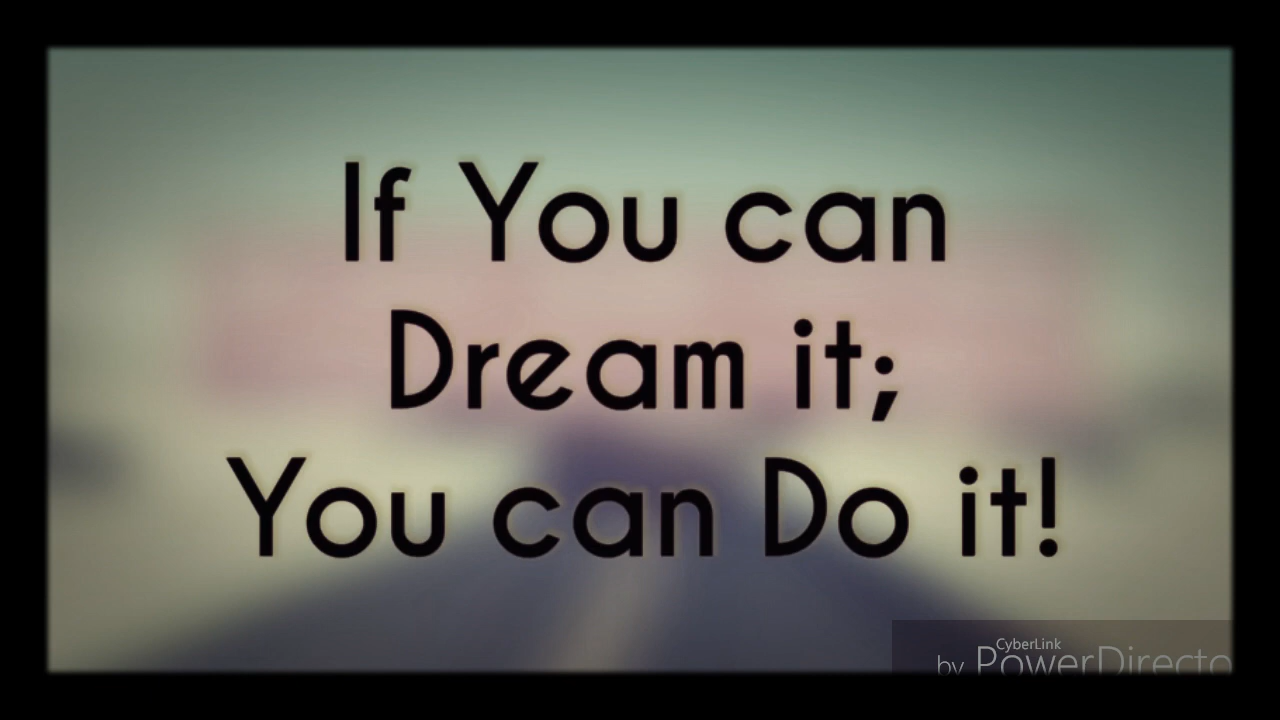 If You can
Dream it;
You can Do it!
CyberLink
by PowerDirecto